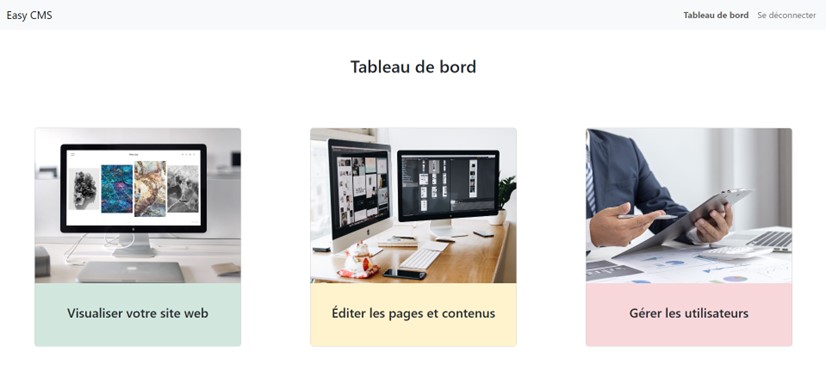 Easy CMS
Tableau de bord Se déconnecter
Tableau de bord
Visualiser votre site web
Éditer les pages et contenus
Gérer les utilisateurs